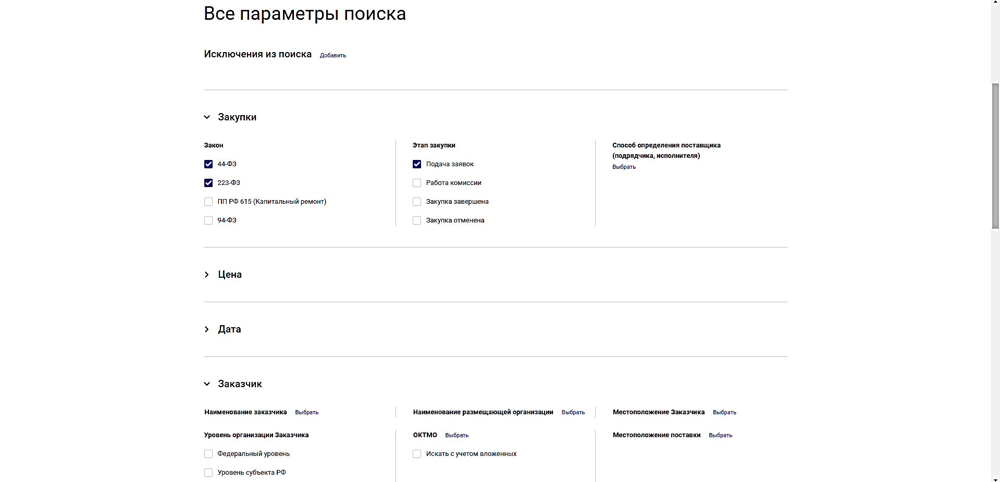 Все параметры поиска
Исключения из поиска Добавить
Закупки
Закон
44-ФЗ
223-ФЗ
ПП РФ 615 (Капитальный ремонт)
94-ФЗ
Этап закупки
Подача заявок
Работа комиссии
Закупка завершена
Закупка отменена
Способ определения поставщика
(подрядчика, исполнителя)
Выбрать
Цена
Дата
Заказчик
Наименование заказчика Выбрать
Наименование размещающей организации Выбрать
Местоположение Заказчика Выбрать
Уровень организации Заказчика
Федеральный уровень
Уровень субъекта РФ
ОКТМО Выбрать
Искать с учетом вложенных
Местоположение поставки Выбрать